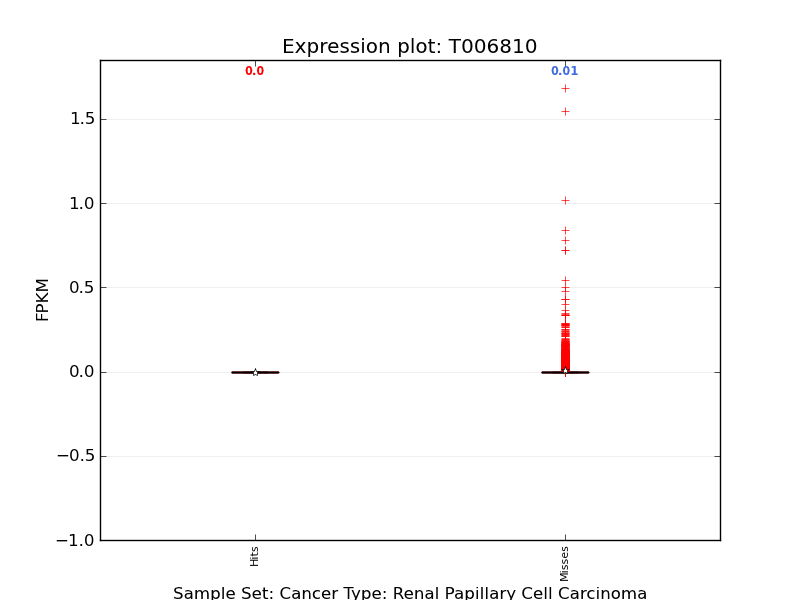 Expression plot: T006810
0.0
0.01
1.5
1.0
0.5
0.0
−0.5
−1.0
FPKM
Hits
Misses
Sample Set: Cancer Type: Renal Papillary Cell Carcinoma